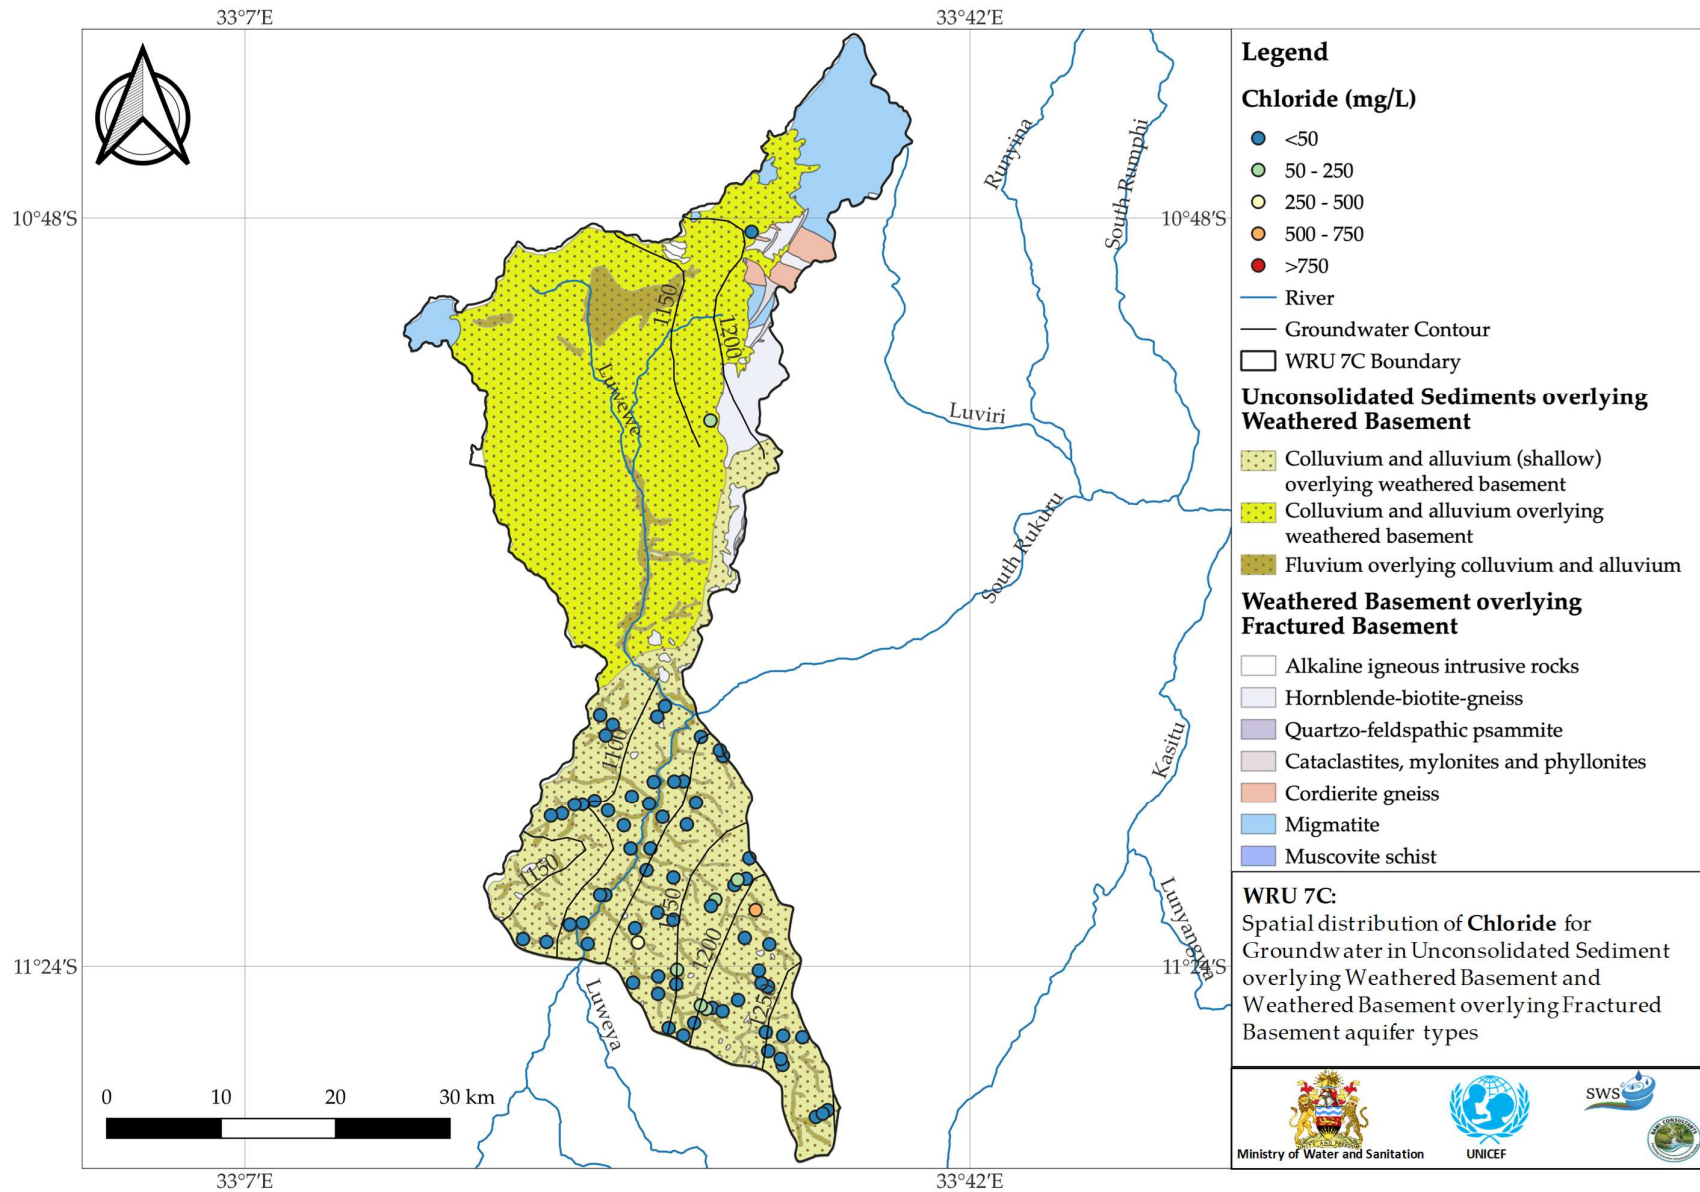 33°7′E
33°42′E
10°48′S
10°48′S
11°24′S
11°24′S
33°7′E
33°42′E
Runyina
South Rumphi
Luviri
South Rukuru
Kasitu
Lunyangwa
Luwewe
Luweya
1150
1200
1100
1150
1150
1200
1250
0 10 20 30 km
Legend
Chloride (mg/L)
<50
50 - 250
250 - 500
500 - 750
>750
River
Groundwater Contour
WRU 7C Boundary
Unconsolidated Sediments overlying
Weathered Basement
Colluvium and alluvium (shallow)
overlying weathered basement
Colluvium and alluvium overlying
weathered basement
Fluvium overlying colluvium and alluvium
Weathered Basement overlying
Fractured Basement
Alkaline igneous intrusive rocks
Hornblende-biotite-gneiss
Quartzo-feldspathic psammite
Cataclastites, mylonites and phyllonites
Cordierite gneiss
Migmatite
Muscovite schist
WRU 7C:
Spatial distribution of Chloride for
Groundwater in Unconsolidated Sediment
overlying Weathered Basement and
Weathered Basement overlying Fractured
Basement aquifer types
Ministry of Water and Sanitation
UNICEF
SWS